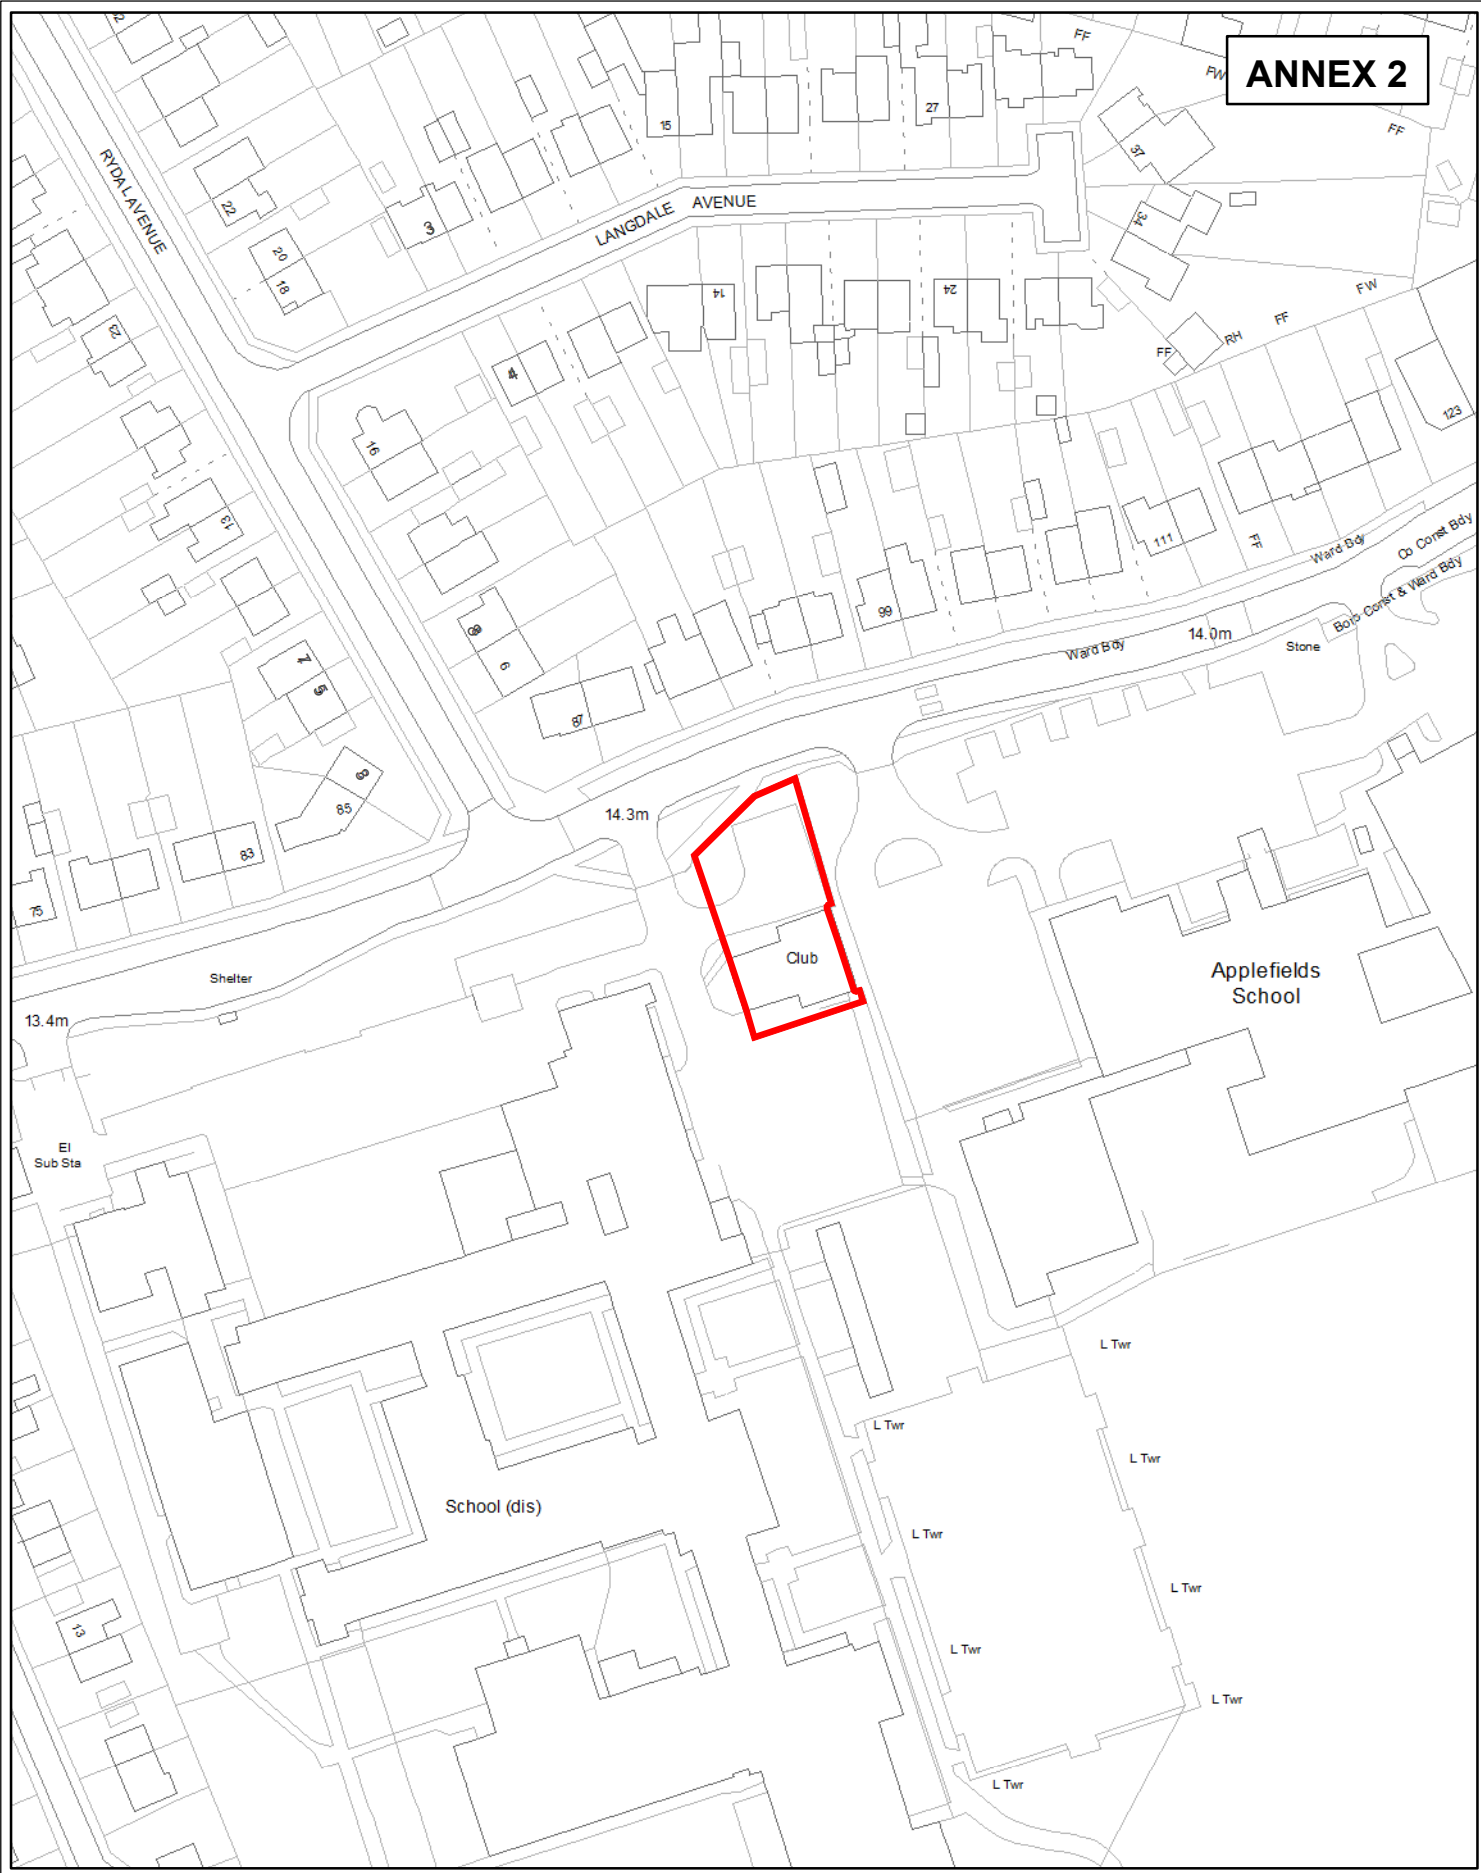 ANNEX 2
FF
FW
FF
15
27
37
RYDAL AVENUE
22
3
LANGDALE AVENUE
34
20
18
14
24
FW
FF
RH
FF
23
4
16
123
13
111
FF
Ward Bdy
Co Const Bdy
Boro Const & Ward Bdy
99
14.0m
Stone
Ward Bdy
6
7
5
87
85
14.3m
83
75
Club
Shelter
Applefields
School
13.4m
El
Sub Sta
L Twr
L Twr
L Twr
School (dis)
L Twr
L Twr
13
L Twr
L Twr
L Twr